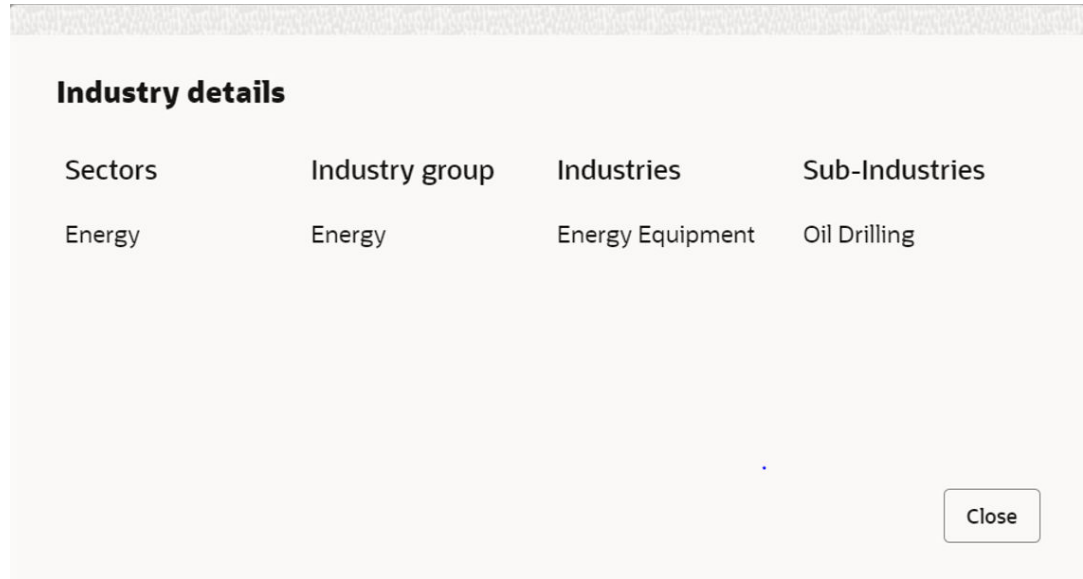 Industry details
Sectors Industry group Industries Sub-Industries
Energy Energy Energy Equipment Oil Drilling
Close